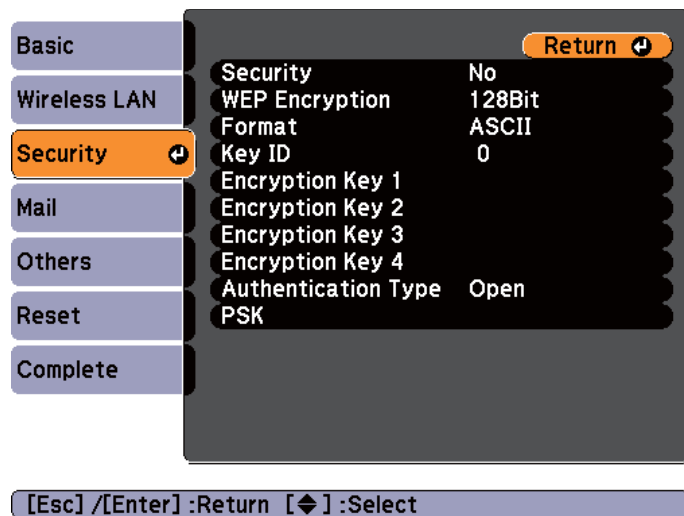 Basic
Wireless LAN
Security
Mail
Others
Reset
Complete
Return
Security No
WEP Encryption 128Bit
Format ASCII
Key ID 0
Encryption Key 1
Encryption Key 2
Encryption Key 3
Encryption Key 4
Authentication Type Open
PSK
[Esc] /[Enter] :Return [◆] :Select